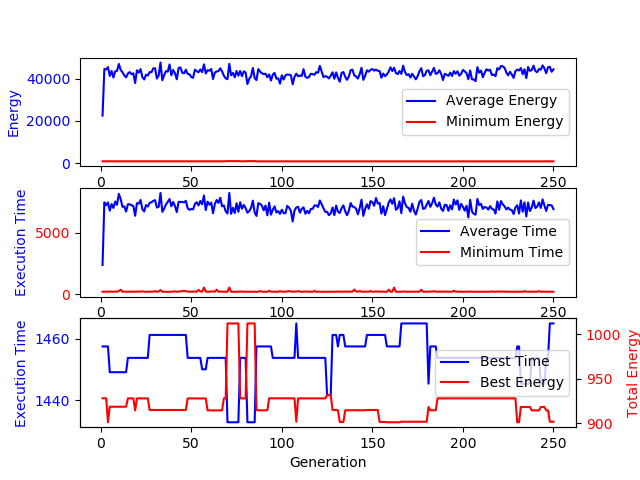 Energy
40000
20000
0
Average Energy
Minimum Energy
0 50 100 150 200 250
Execution Time
5000
0
Average Time
Minimum Time
0 50 100 150 200 250
Execution Time
1460
1440
Best Time
Best Energy
1000
950
900
Total Energy
0 50 100 150 200 250
Generation